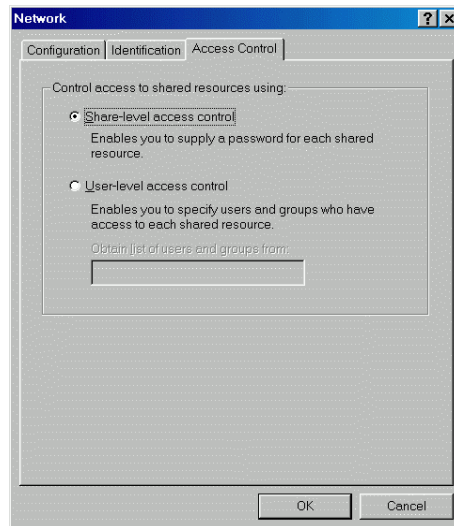 Network
Configuration Identification Access Control
Control access to shared resources using:
Share-level access control
Enables you to supply a password for each shared
resource.
User-level access control
Enables you to specify users and groups who have
access to each shared resource.
Obtain list of users and groups from:
OK Cancel